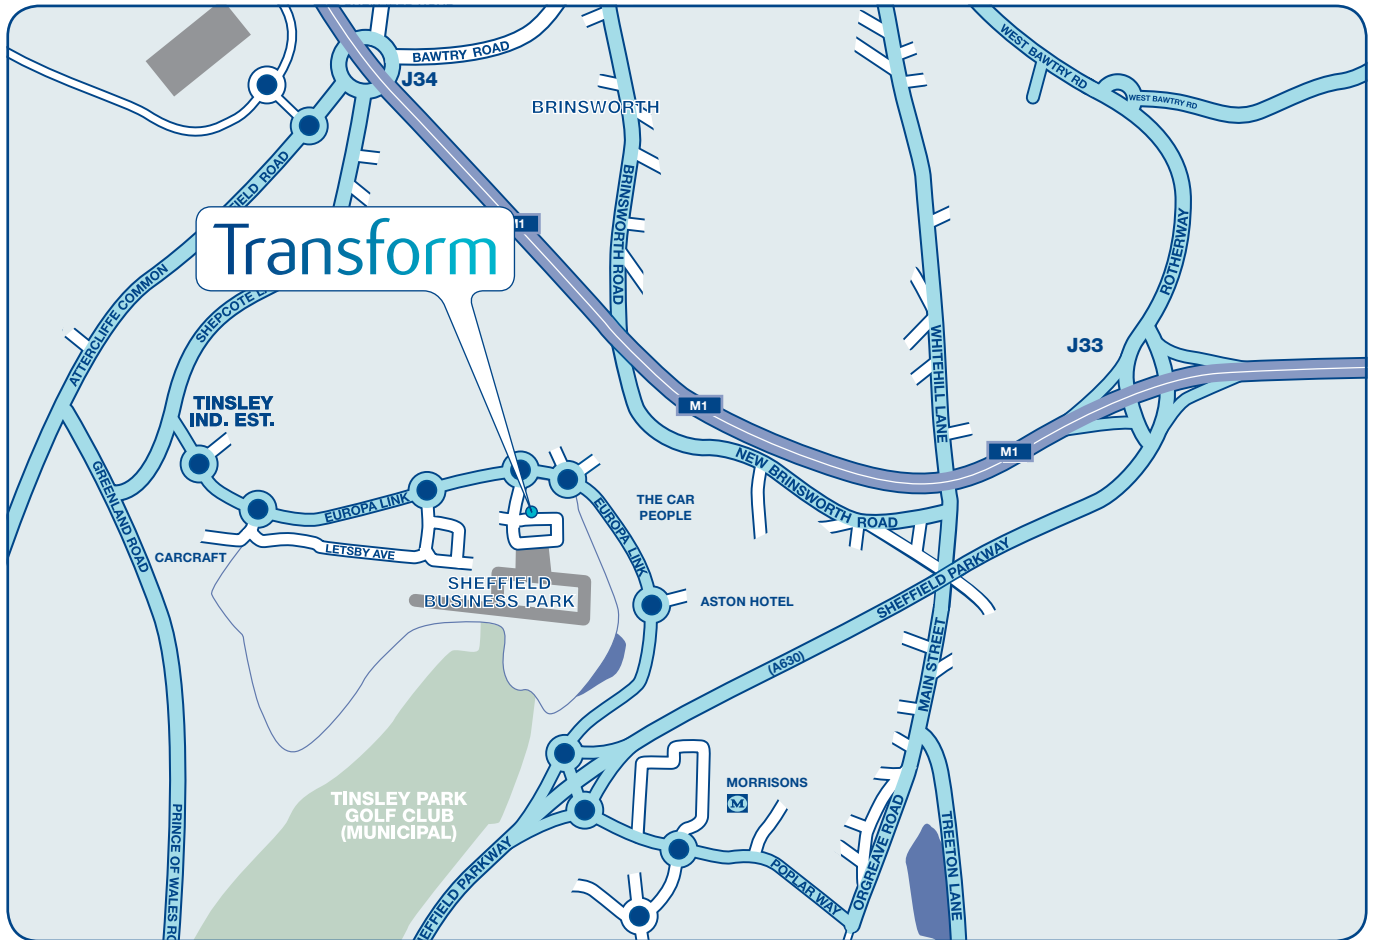 BAWTRY ROAD
J34
WEST BAWTRY RD
WEST BAWTRY RD
BRINSWORTH
FIELD ROAD
BRINSWORTH ROAD
Transform
M1
ROTHERWAY
ATTERCLIFFE COMMON
SHEPCOTE L
WHITEHILL LANE
J33
TINSLEY
IND. EST.
M1
M1
NEW BRINSWORTH ROAD
GREENLAND ROAD
EUROPA LINK
EUROPA LINK
THE CAR
PEOPLE
CARCRAFT
LETSBY AVE
SHEFFIELD
BUSINESS PARK
ASTON HOTEL
SHEFFIELD PARKWAY
(A630)
MAIN STREET
MORRISONS
M
TINSLEY PARK
GOLF CLUB
(MUNICIPAL)
PRINCE OF WALES RO
EFFIELD PARKWAY
POPLAR WAY
ORGREAVE ROAD
TREETON LANE